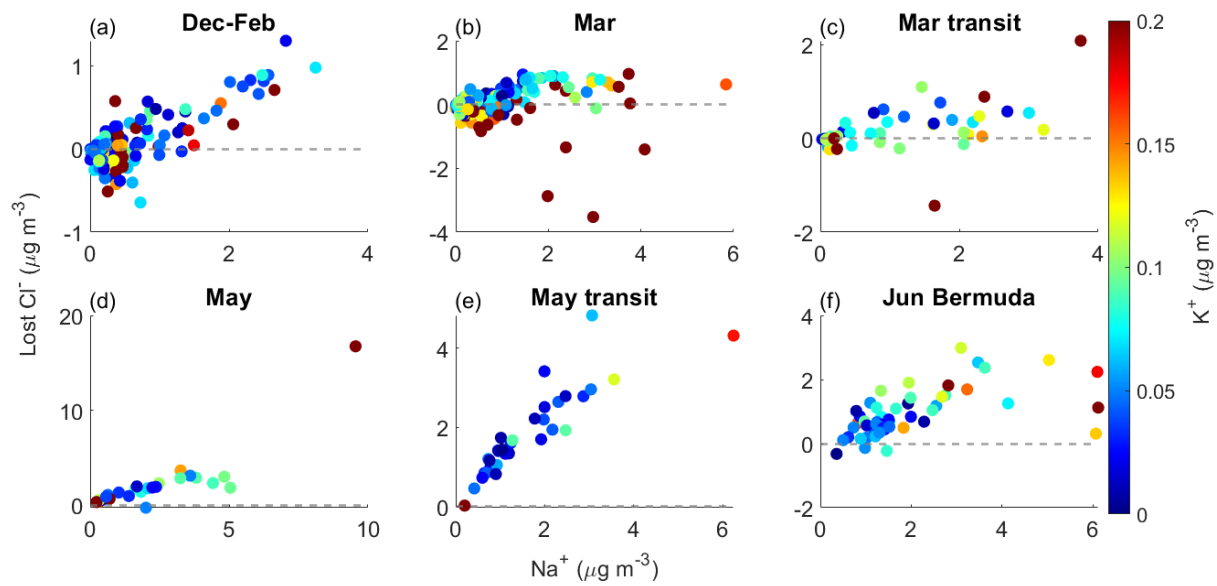 (a) Dec-Feb
(b) Mar
(c) Mar transit
1
0
-1
0 2 4
2
0
-2
-4
0 2 4 6
2
0
-2
0 2 4
(d) May
(e) May transit
(f) Jun Bermuda
20
10
0
0 5 10
4
2
0
0 2 4 6
4
2
0
-2
0 2 4 6
Lost Cl⁻ (μg m⁻³)
Na⁺ (μg m⁻³)
0.2
0.15
0.1
0.05
0
K⁺ (μg m⁻³)